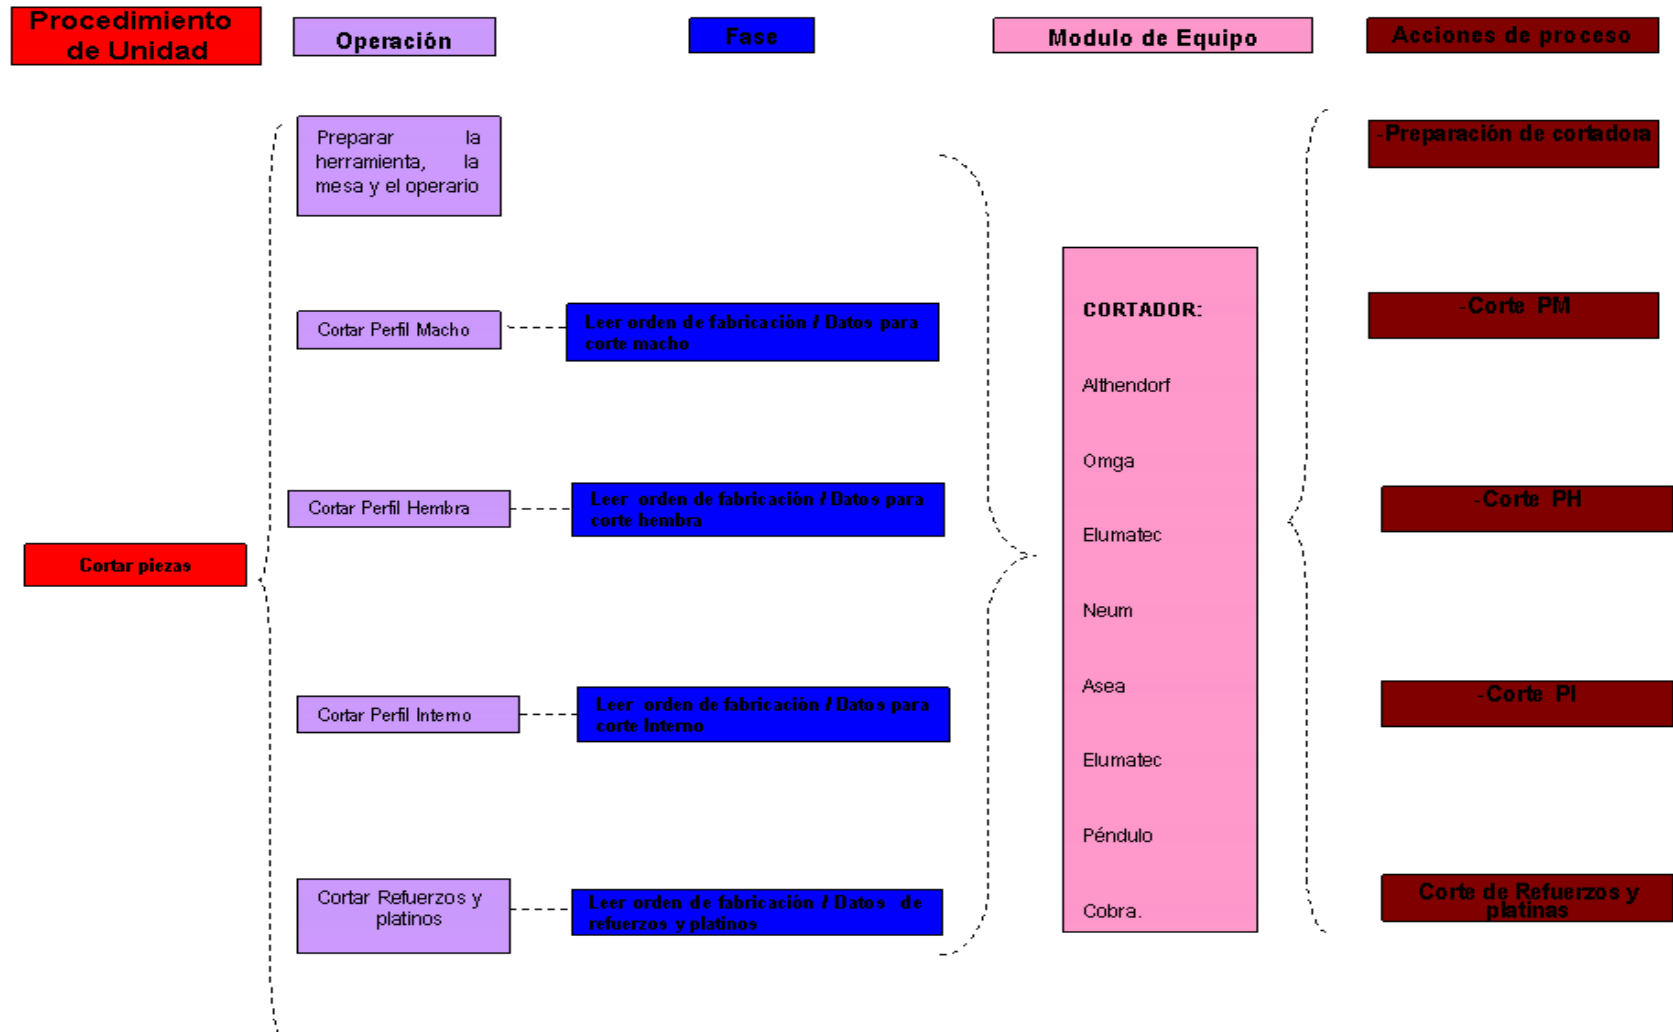 Procedimiento
de Unidad
Operación
Fase
Modulo de Equipo
Acciones de proceso
Preparar la
herramienta, la
mesa y el operario
-Preparación de cortadora
Cortar Perfil Macho
Leer orden de fabricación / Datos para
corte macho
-Corte PM
Cortar Perfil Hembra
Leer orden de fabricación / Datos para
corte hembra
-Corte PH
Cortar piezas
Cortar Perfil Interno
Leer orden de fabricación / Datos para
corte Interno
-Corte PI
Cortar Refuerzos y
platinos
Leer orden de fabricación / Datos de
refuerzos y platinos
Corte de Refuerzos y
platinas
CORTADOR:
Althendorf
Omga
Elumatec
Neum
Asea
Elumatec
Péndulo
Cobra.